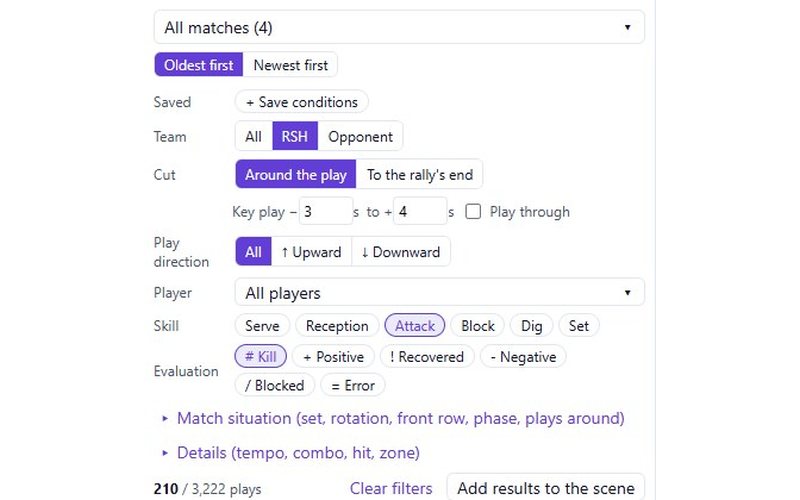 All matches (4) ▾
Oldest first Newest first
Saved + Save conditions
Team All RSH Opponent
Cut Around the play To the rally's end
Key play − 3 s to + 4 s Play through
Play direction All ↑ Upward ↓ Downward
Player All players ▾
Skill Serve Reception Attack Block Dig Set
Evaluation # Kill + Positive ! Recovered - Negative
/ Blocked = Error
▸ Match situation (set, rotation, front row, phase, plays around)
▸ Details (tempo, combo, hit, zone)
210 / 3,222 plays Clear filters Add results to the scene